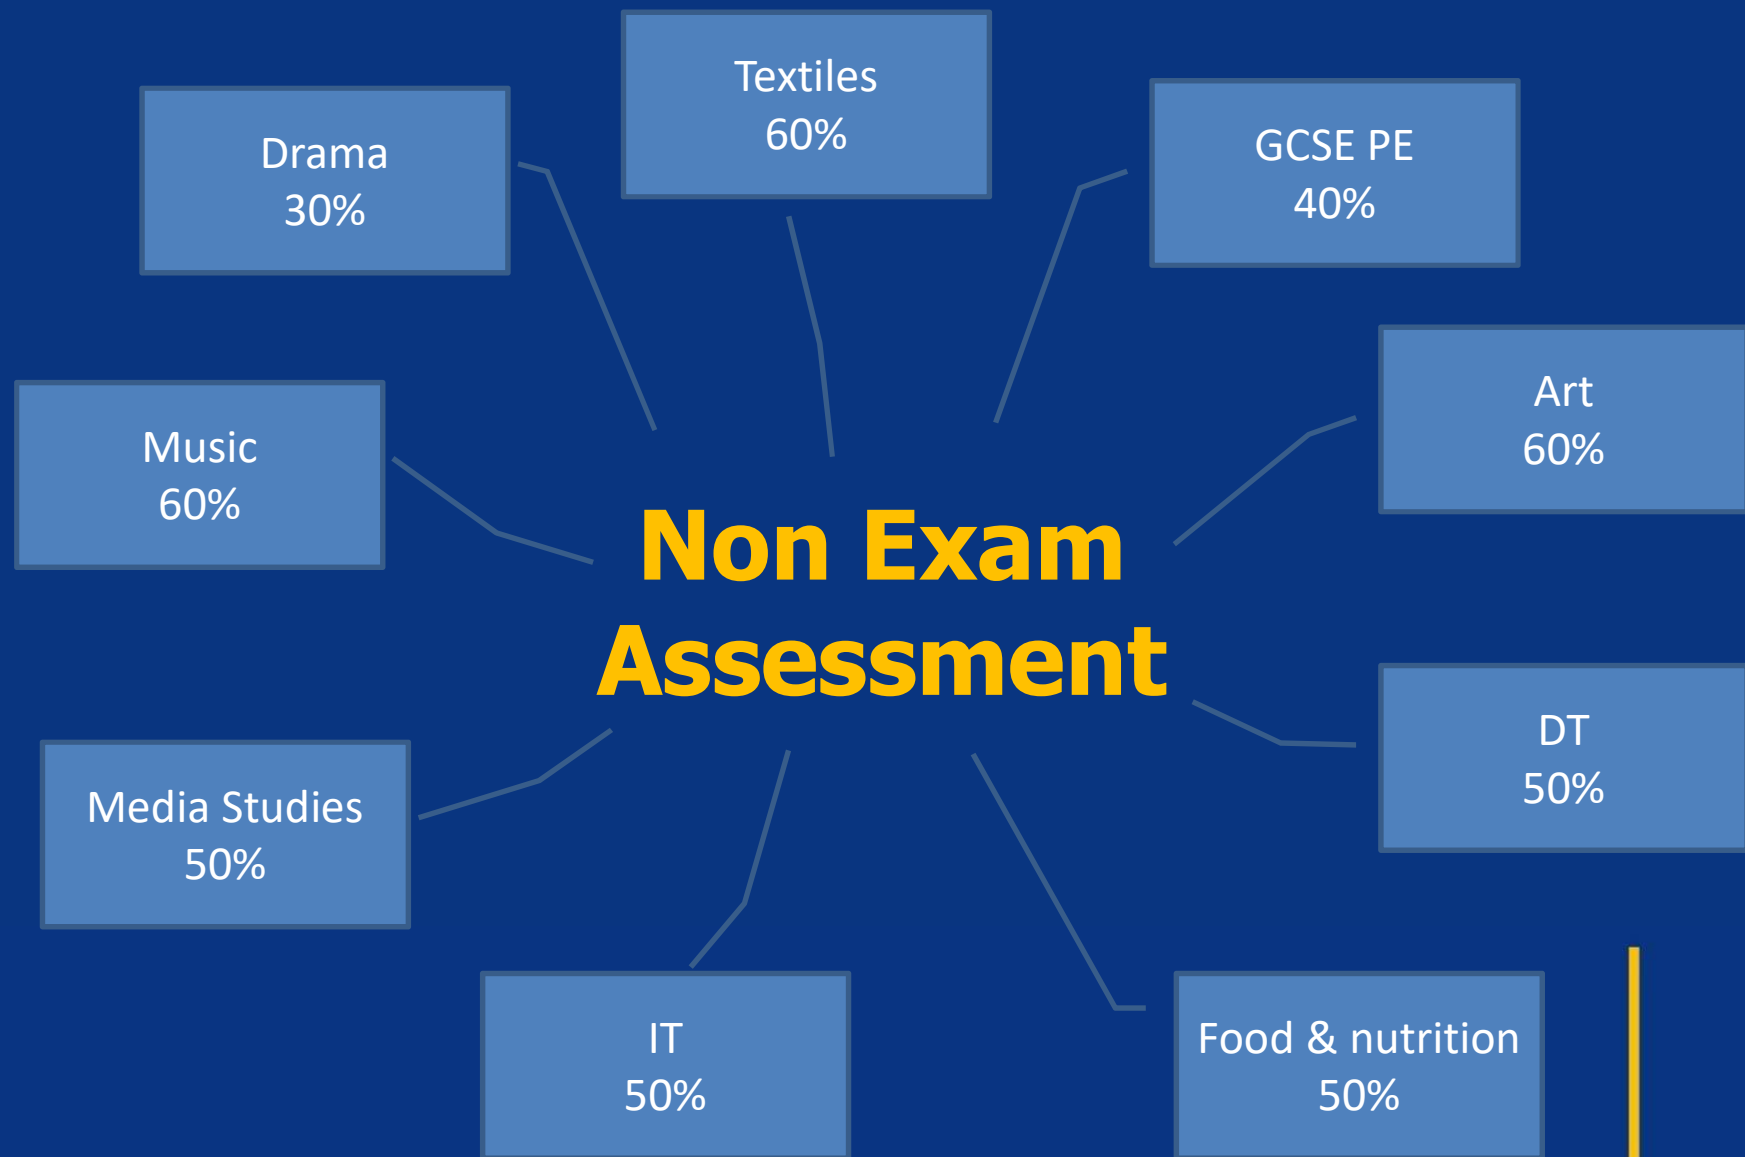 Textiles
60%
Drama
30%
GCSE PE
40%
Music
60%
Art
60%
Non Exam
Assessment
Media Studies
50%
DT
50%
IT
50%
Food & nutrition
50%